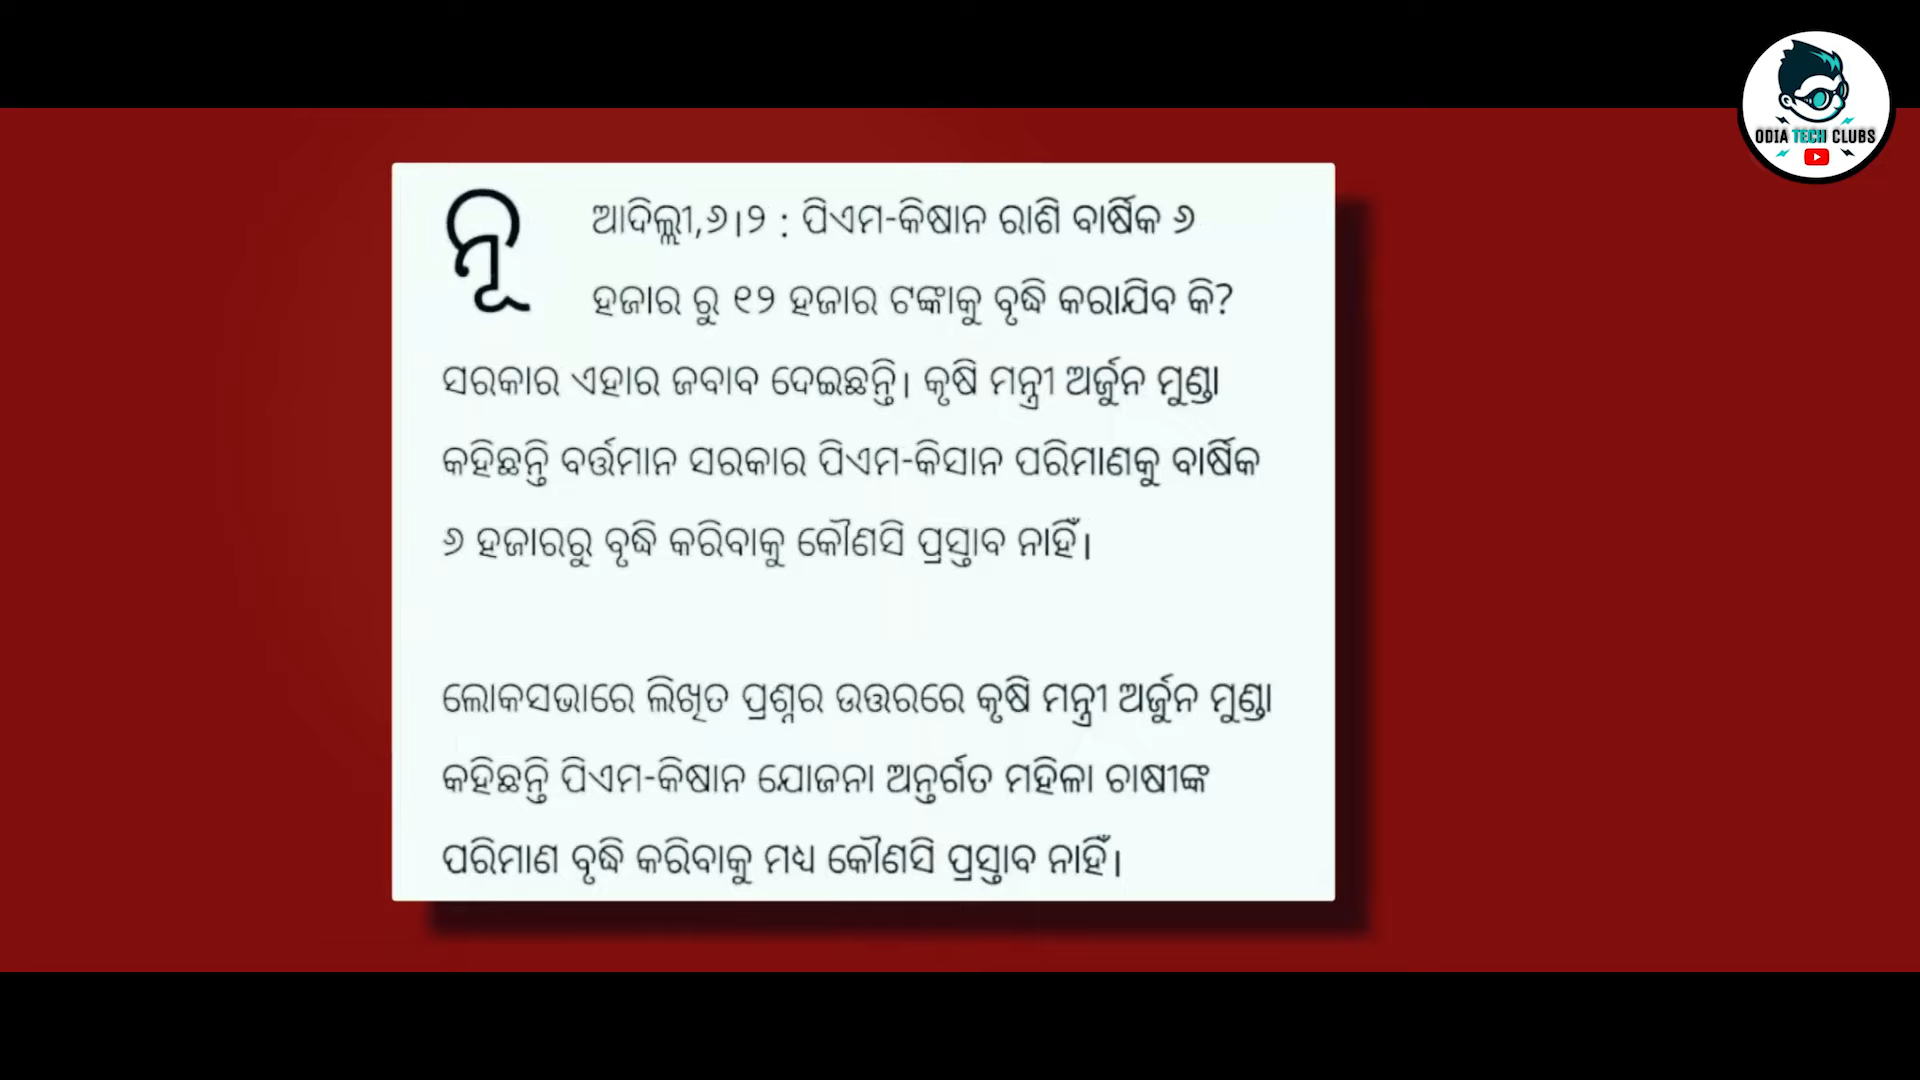 ODIA TECH CLUBS
ନୂଆଦିଲ୍ଲୀ,୬।୨ : ପିଏମ-କିଷାନ ରାଶି ବାର୍ଷିକ ୬
ହଜାର ରୁ ୧୨ ହଜାର ଟଙ୍କାକୁ ବୃଦ୍ଧି କରାଯିବ କି?
ସରକାର ଏହାର ଜବାବ ଦେଇଛନ୍ତି। କୃଷି ମନ୍ତ୍ରୀ ଅର୍ଜୁନ ମୁଣ୍ଡା
କହିଛନ୍ତି ବର୍ତ୍ତମାନ ସରକାର ପିଏମ-କିସାନ ପରିମାଣକୁ ବାର୍ଷିକ
୬ ହଜାରରୁ ବୃଦ୍ଧି କରିବାକୁ କୌଣସି ପ୍ରସ୍ତାବ ନାହିଁ।
ଲୋକସଭାରେ ଲିଖିତ ପ୍ରଶ୍ନର ଉତ୍ତରରେ କୃଷି ମନ୍ତ୍ରୀ ଅର୍ଜୁନ ମୁଣ୍ଡା
କହିଛନ୍ତି ପିଏମ-କିଷାନ ଯୋଜନା ଅନ୍ତର୍ଗତ ମହିଳା ଚାଷୀଙ୍କ
ପରିମାଣ ବୃଦ୍ଧି କରିବାକୁ ମଧ୍ୟ କୌଣସି ପ୍ରସ୍ତାବ ନାହିଁ।